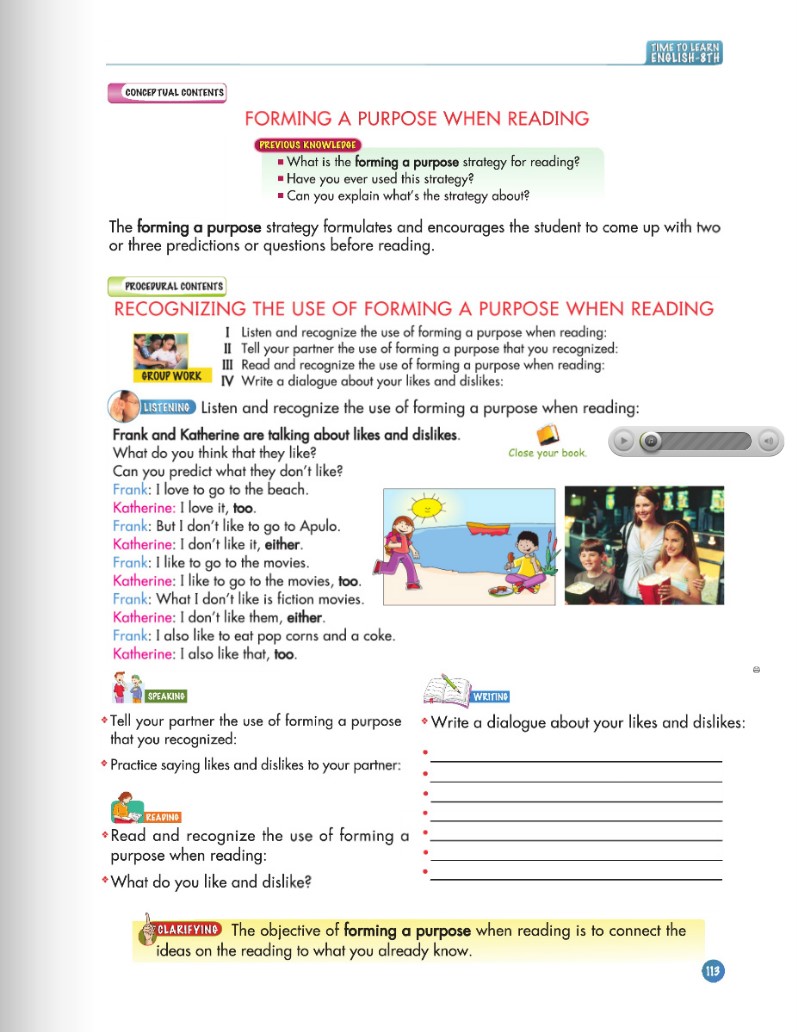 TIME TO LEARN
ENGLISH-8TH
CONCEPTUAL CONTENTS
FORMING A PURPOSE WHEN READING
PREVIOUS KNOWLEDGE
What is the forming a purpose strategy for reading?
Have you ever used this strategy?
Can you explain what's the strategy about?
The forming a purpose strategy formulates and encourages the student to come up with two
or three predictions or questions before reading.
PROCEDURAL CONTENTS
RECOGNIZING THE USE OF FORMING A PURPOSE WHEN READING
GROUP WORK
I Listen and recognize the use of forming a purpose when reading:
II Tell your partner the use of forming a purpose that you recognized:
III Read and recognize the use of forming a purpose when reading:
IV Write a dialogue about your likes and dislikes:
LISTENING Listen and recognize the use of forming a purpose when reading:
Frank and Katherine are talking about likes and dislikes.
What do you think that they like?
Close your book.
Can you predict what they don't like?
Frank: I love to go to the beach.
Katherine: I love it, too.
Frank: But I don't like to go to Apulo.
Katherine: I don't like it, either.
Frank: I like to go to the movies.
Katherine: I like to go to the movies, too.
Frank: What I don't like is fiction movies.
Katherine: I don't like them, either.
Frank: I also like to eat pop corns and a coke.
Katherine: I also like that, too.
SPEAKING
Tell your partner the use of forming a purpose
that you recognized:
Practice saying likes and dislikes to your partner:
READING
Read and recognize the use of forming a
purpose when reading:
What do you like and dislike?
WRITING
Write a dialogue about your likes and dislikes:
CLARIFYING The objective of forming a purpose when reading is to connect the
ideas on the reading to what you already know.
113